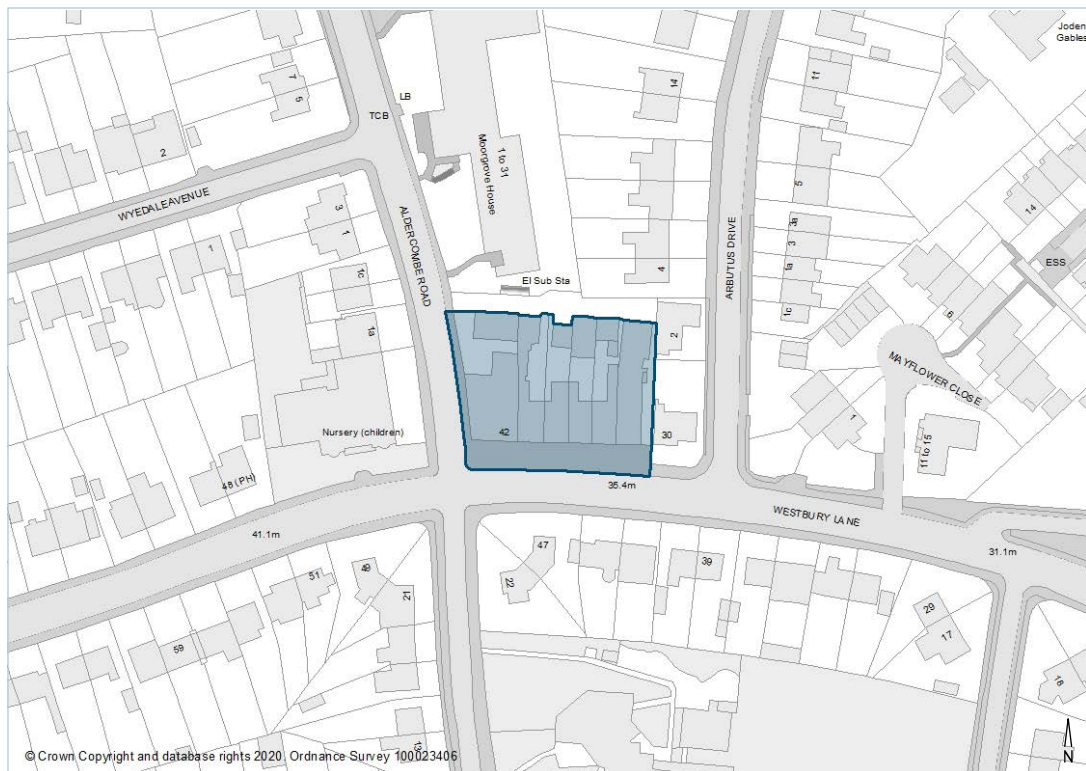 Joden
Gables
7
5
LB
TCB
14
11
2
1 to 31
Moorgrove House
5
WYEDALE AVENUE
3
1
14
3a
3
ALDERCOMBE ROAD
ARBUTUS DRIVE
1
1a
ESS
1c
4
El Sub Sta
1c
6
1a
2
MAYFLOWER CLOSE
42
Nursery (children)
30
1
11 to 15
48 (PH)
35.4m
WESTBURY LANE
41.1m
31.1m
47
39
49
51
22
21
29
17
59
18
13
© Crown Copyright and database rights 2020. Ordnance Survey 100023406
N